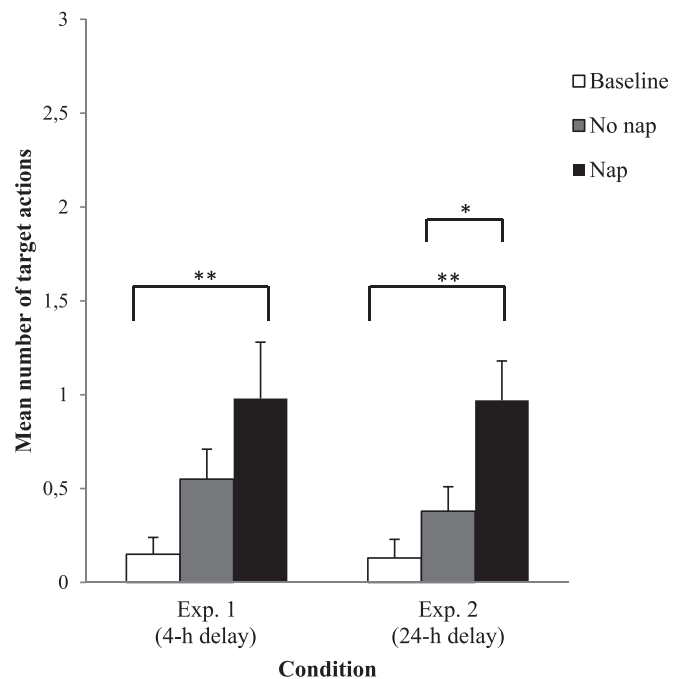 3
2,5
2
1,5
1
0,5
0
Mean number of target actions
Baseline
No nap
Nap
**
*
**
Exp. 1
(4-h delay)
Exp. 2
(24-h delay)
Condition